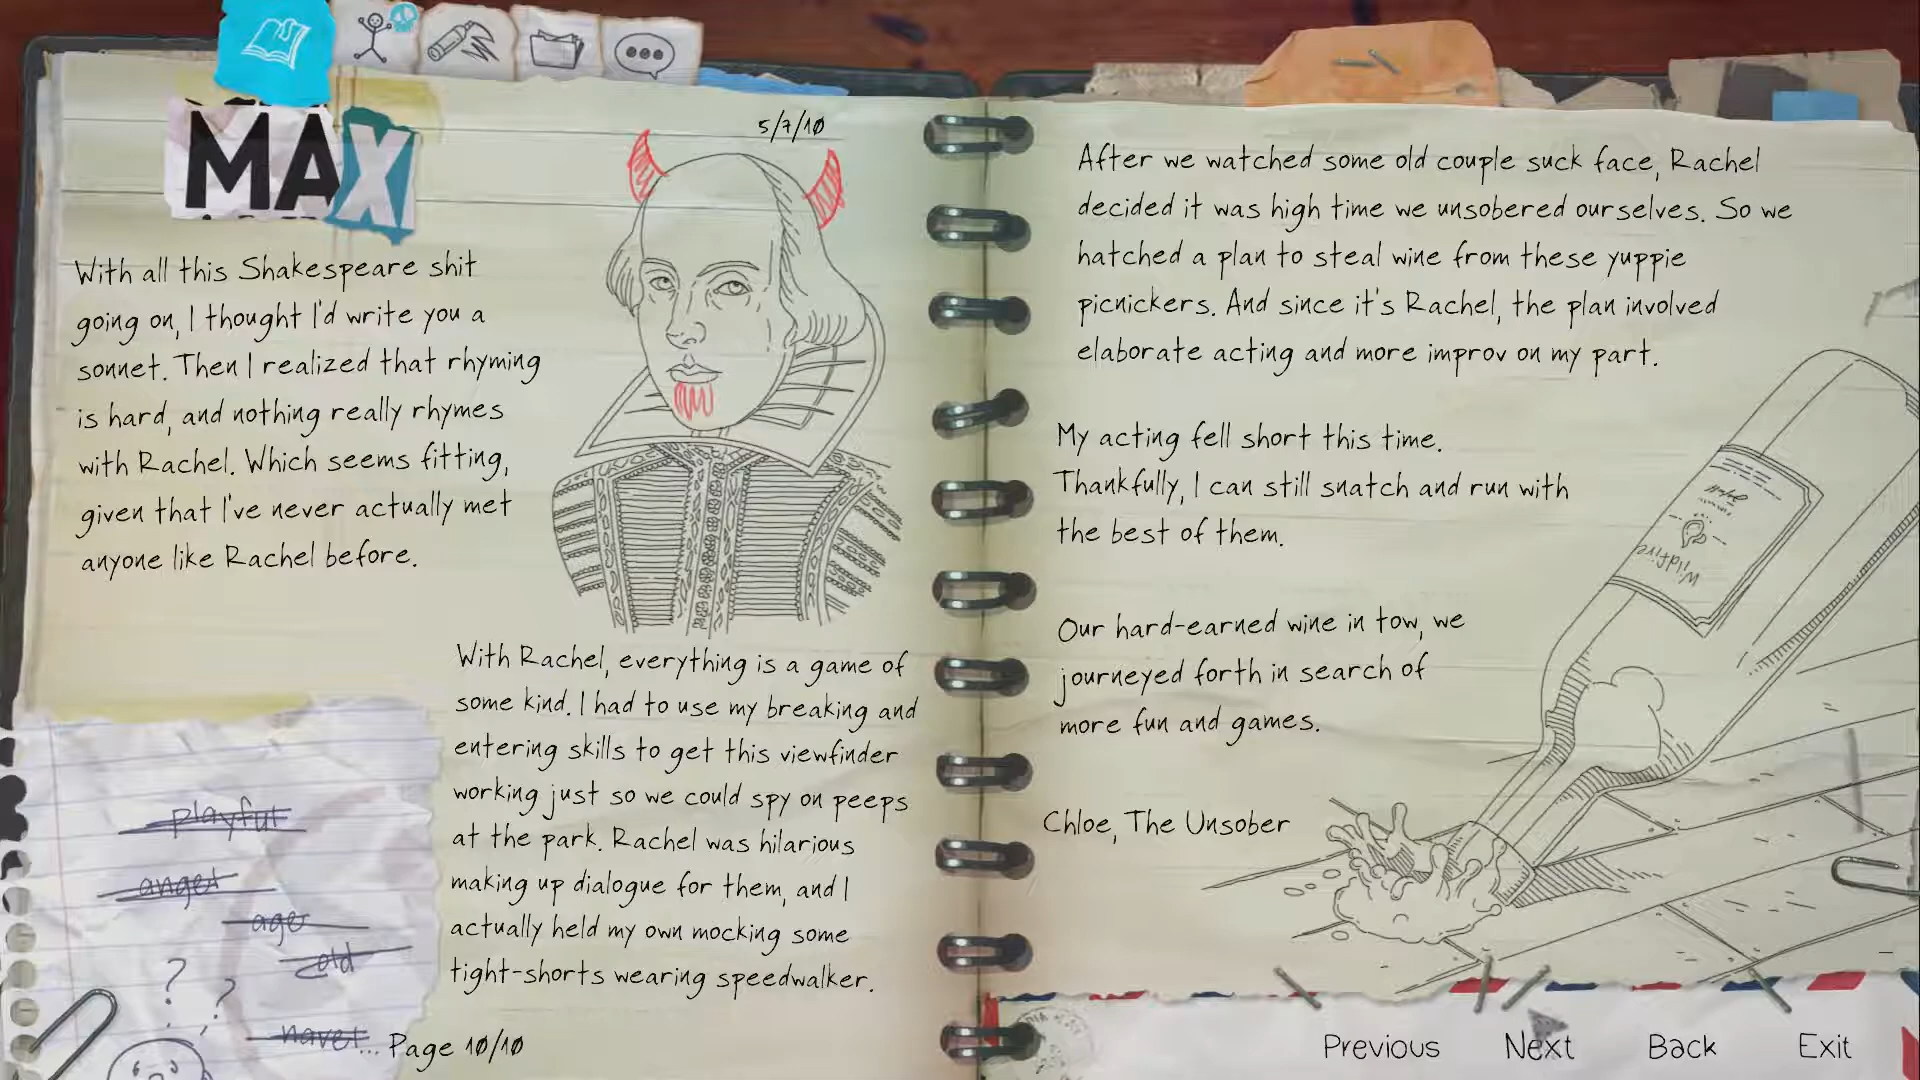 MAX
5/7/10
With all this Shakespeare shit
going on, I thought I'd write you a
sonnet. Then I realized that rhyming
is hard, and nothing really rhymes
with Rachel. Which seems fitting,
given that I've never actually met
anyone like Rachel before.
With Rachel, everything is a game of
some kind. I had to use my breaking and
entering skills to get this viewfinder
working just so we could spy on peeps
at the park. Rachel was hilarious
making up dialogue for them, and I
actually held my own mocking some
tight-shorts wearing speedwalker.
playful
angel
age
old
? ?
navel...
Page 10/10
After we watched some old couple suck face, Rachel
decided it was high time we unsobered ourselves. So we
hatched a plan to steal wine from these yuppie
picnickers. And since it's Rachel, the plan involved
elaborate acting and more improv on my part.
My acting fell short this time.
Thankfully, I can still snatch and run with
the best of them.
Our hard-earned wine in tow, we
journeyed forth in search of
more fun and games.
Chloe, The Unsober
Wildfire
Previous
Next
Back
Exit